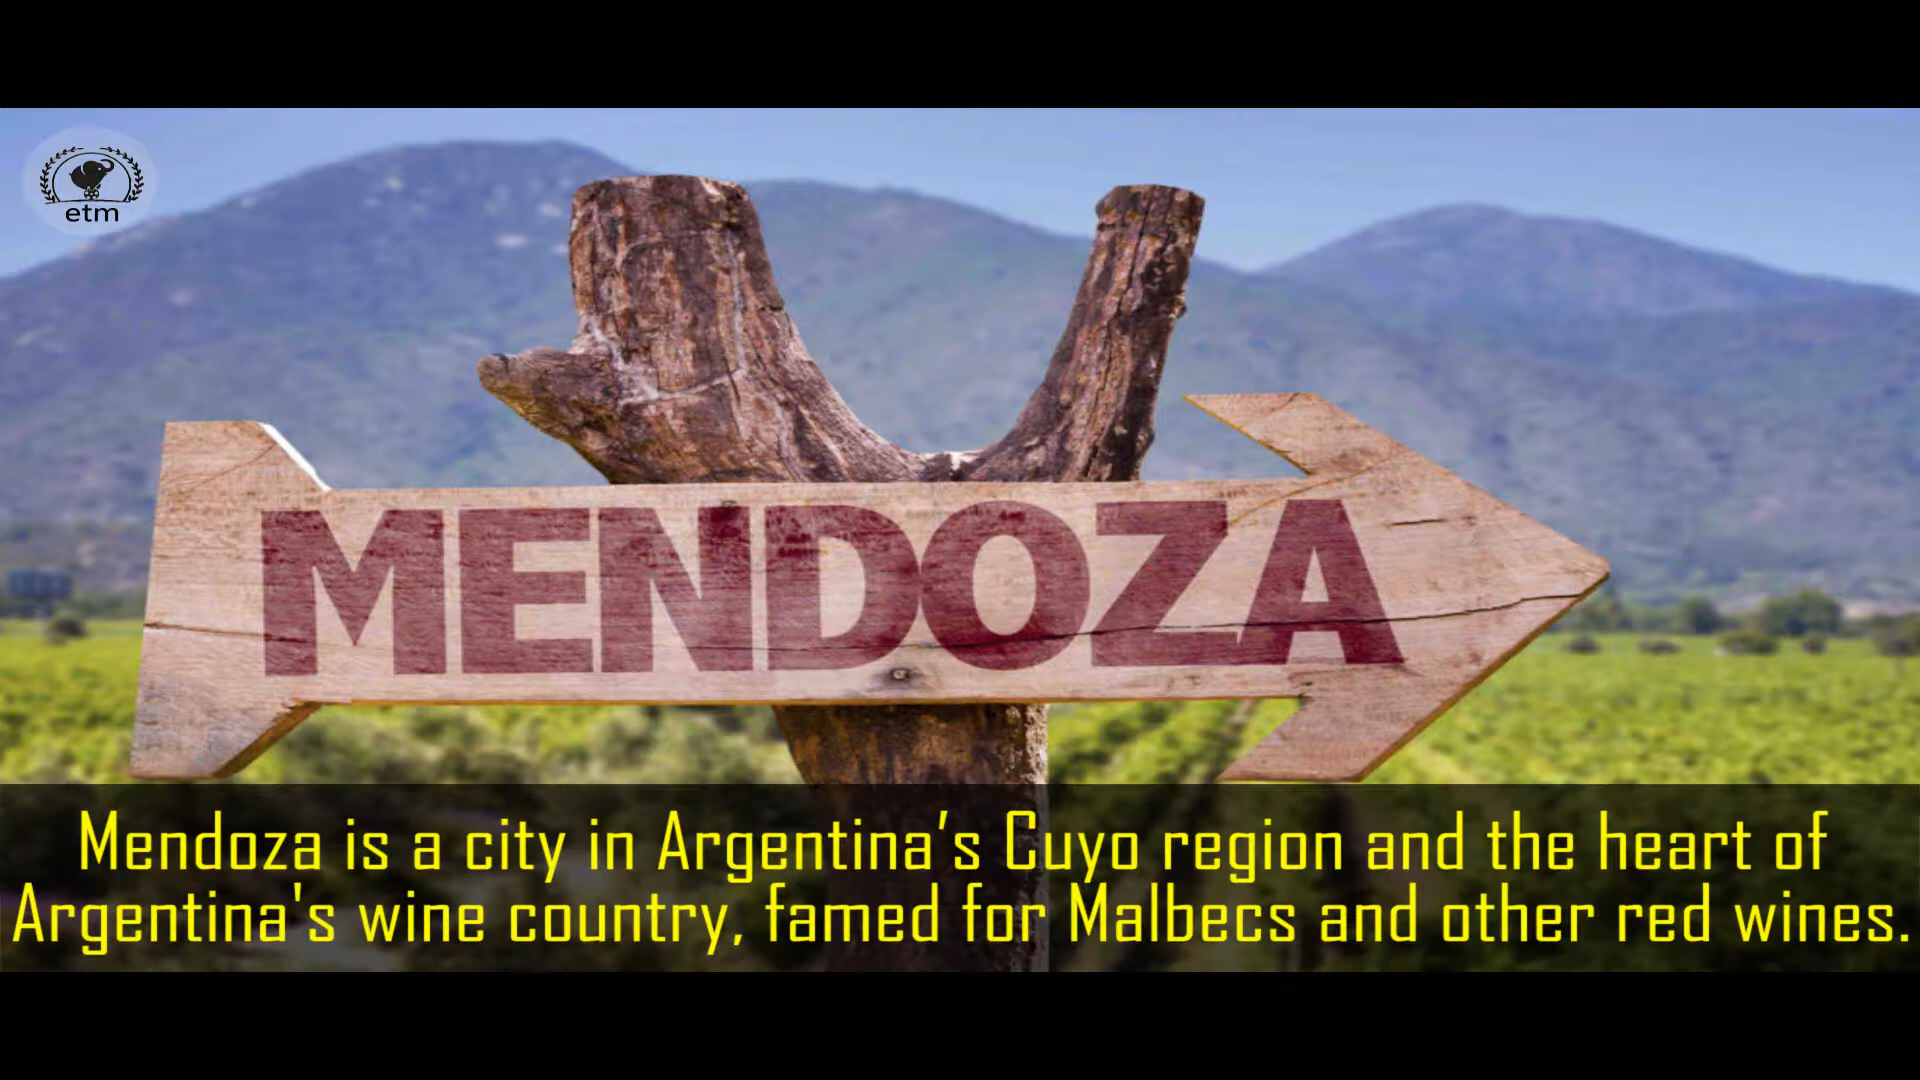 etm
MENDOZA
Mendoza is a city in Argentina’s Cuyo region and the heart of
Argentina's wine country, famed for Malbecs and other red wines.